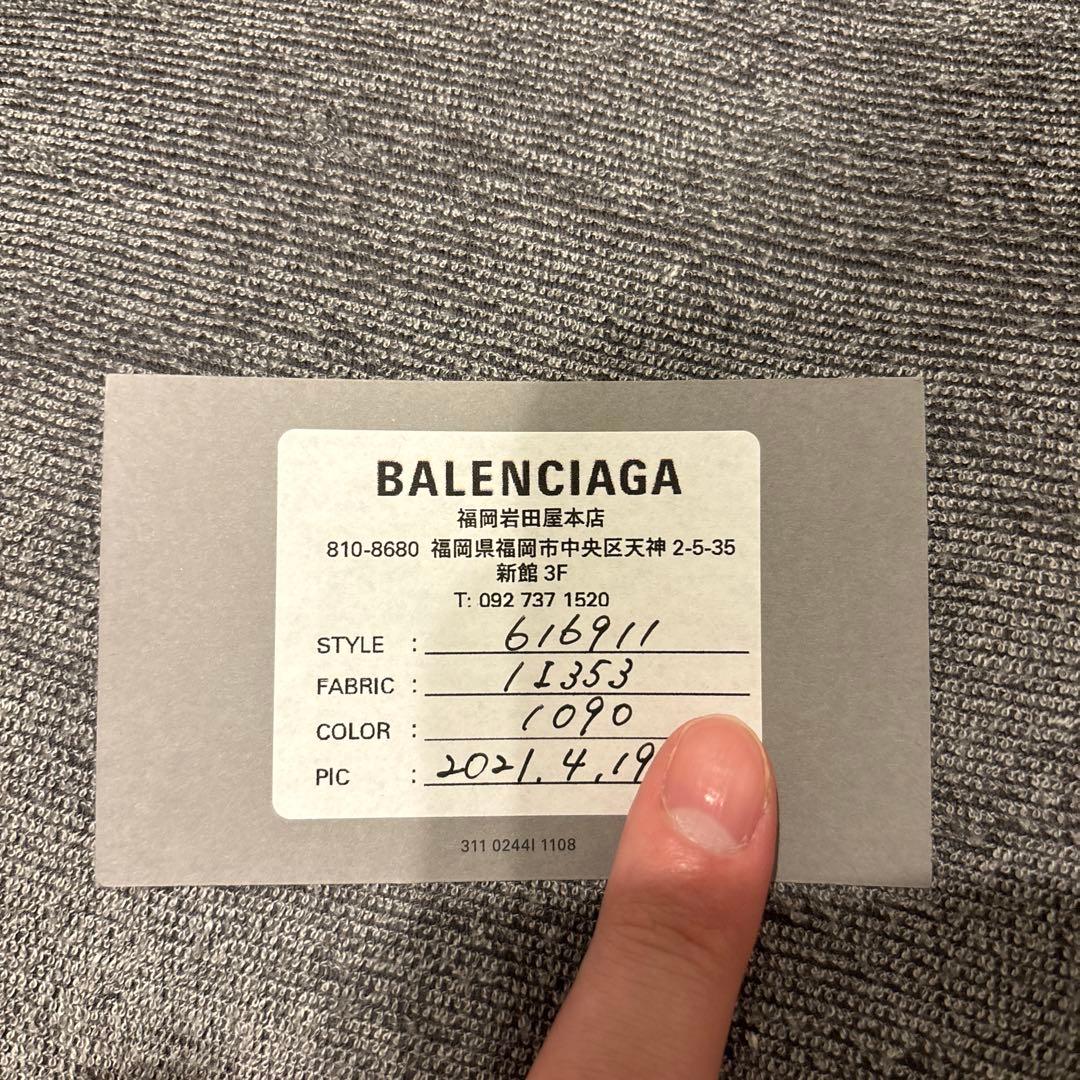 BALENCIAGA
福岡岩田屋本店
810-8680 福岡県福岡市中央区天神 2-5-35
新館 3F
T: 092 737 1520
STYLE : 616911
FABRIC : 1I353
COLOR : 1090
PIC : 2021.4.19
311 0244I 1108